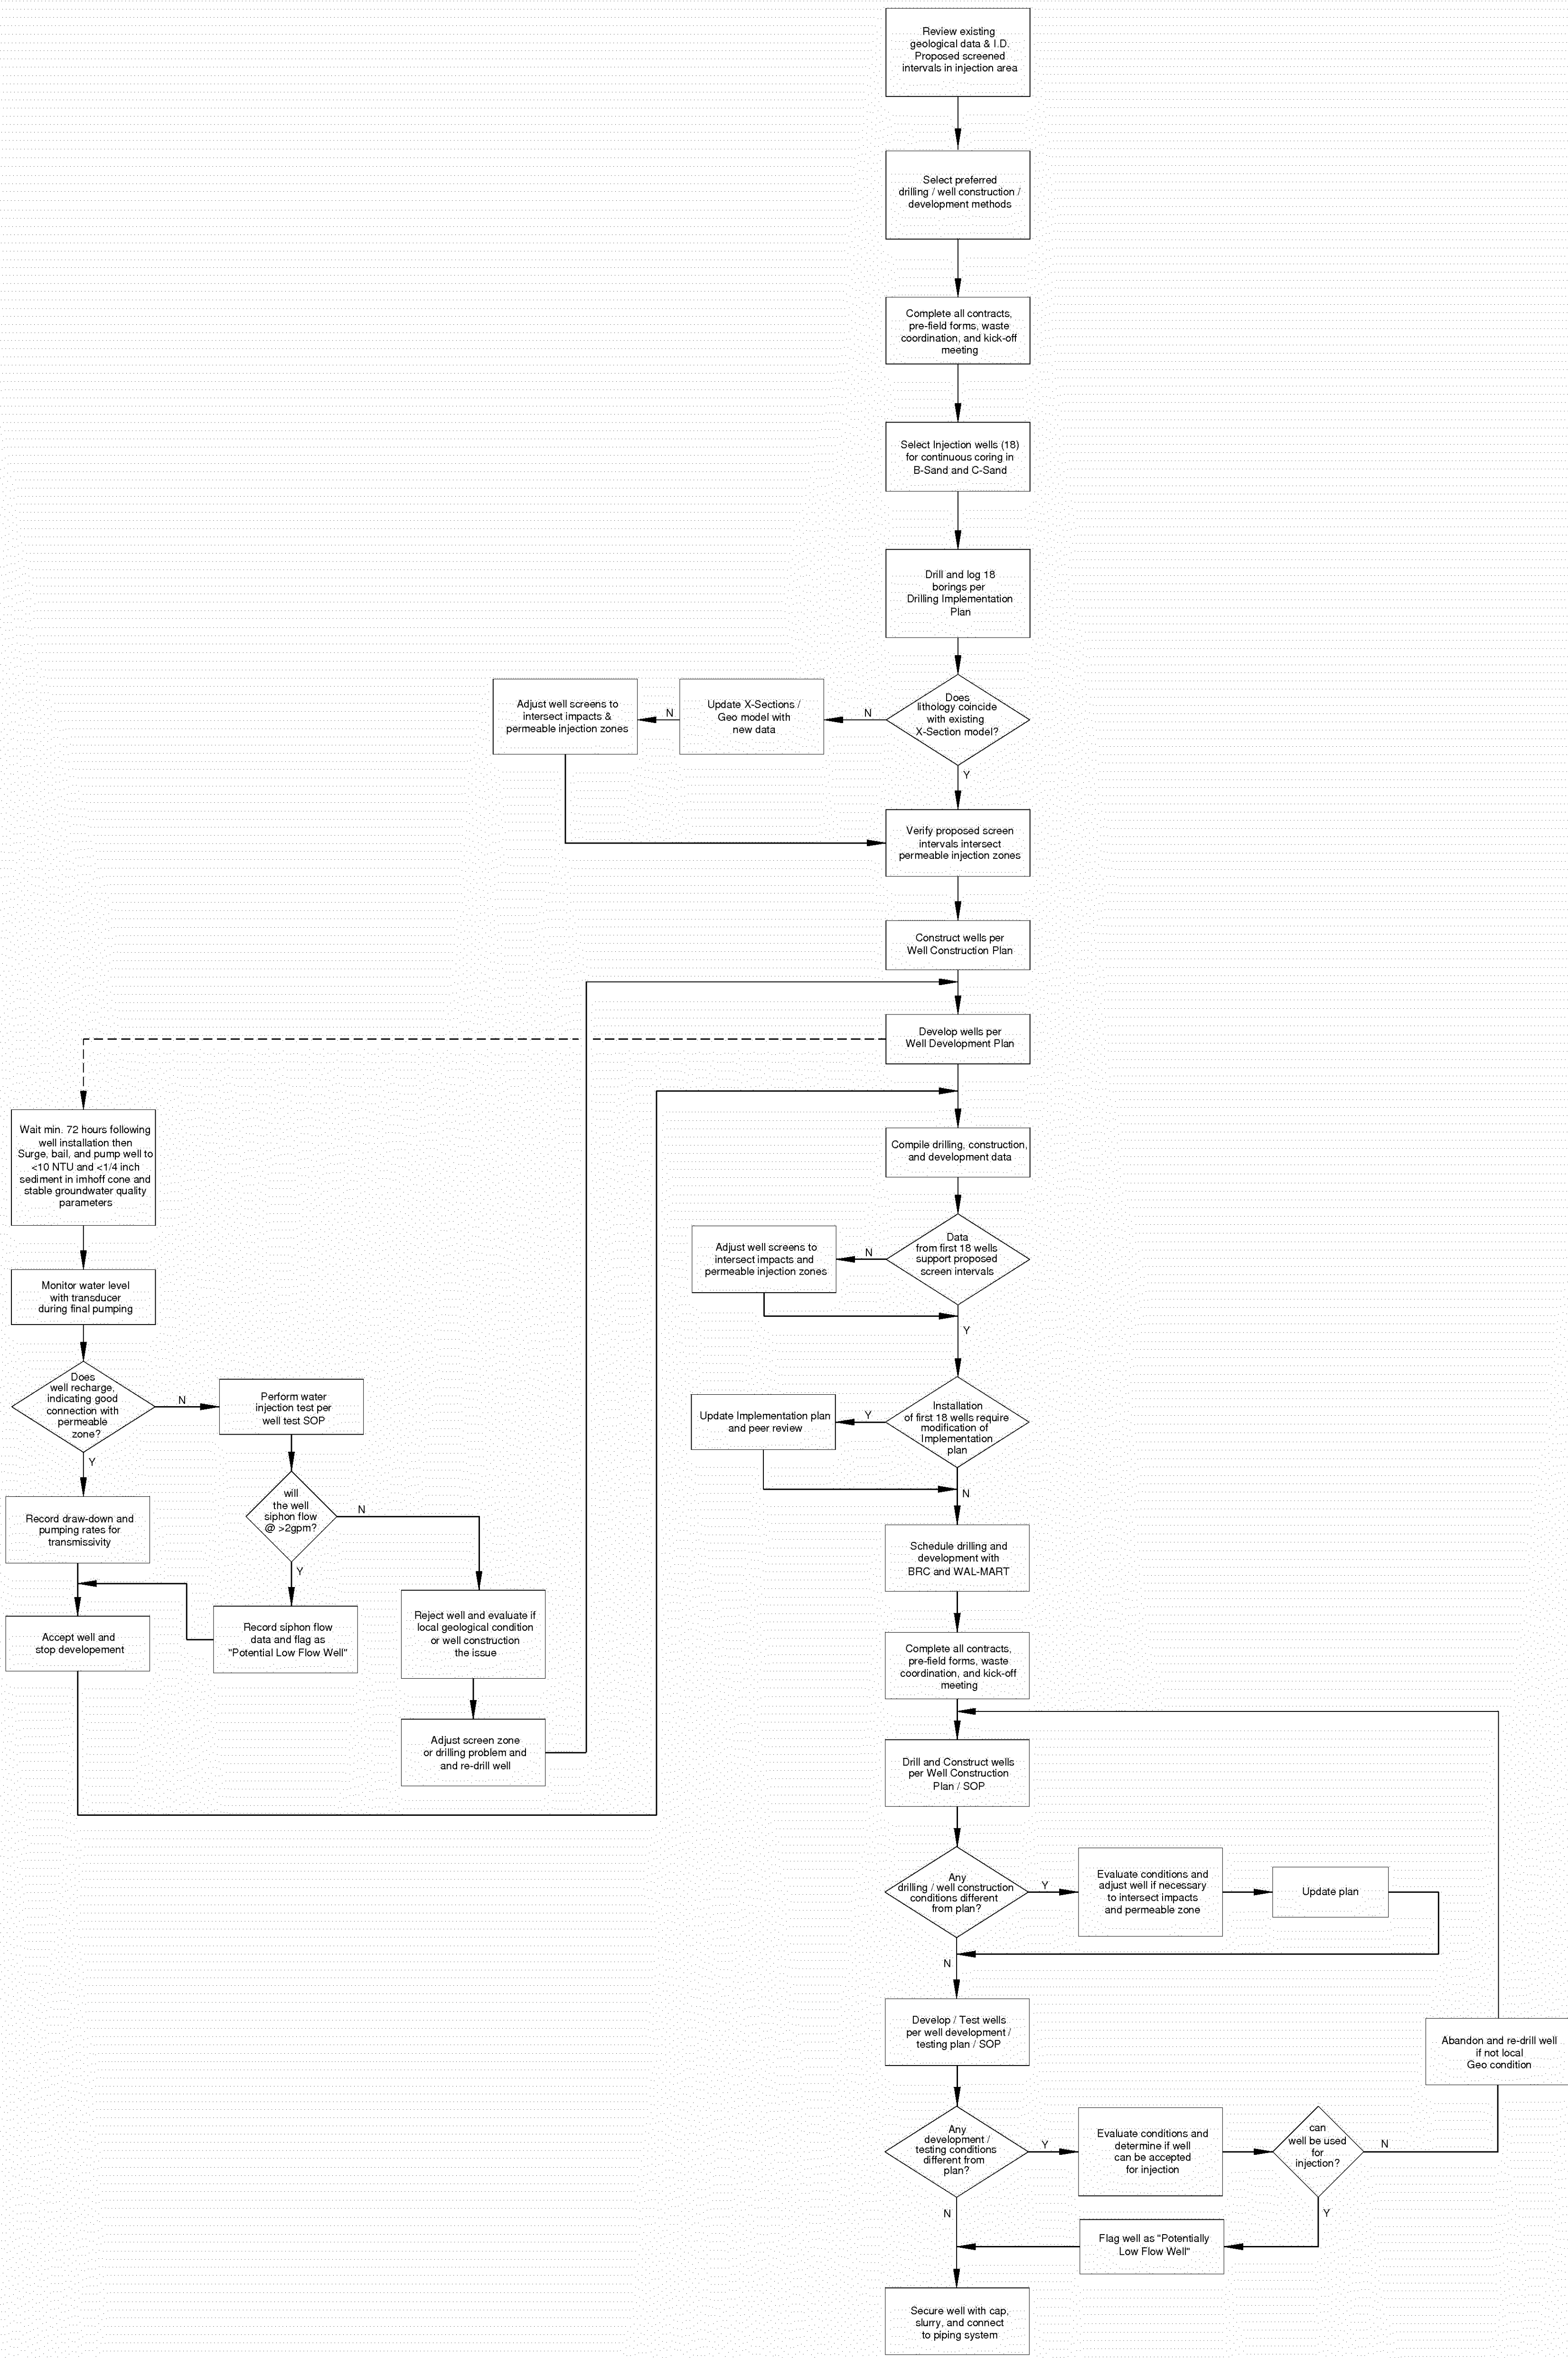 Review existing
geological data & I.D.
Proposed screened
intervals in injection area
Select preferred
drilling / well construction /
development methods
Complete all contracts,
pre-field forms, waste
coordination, and kick-off
meeting
Select Injection wells (18)
for continuous coring in
B-Sand and C-Sand
Drill and log 18
borings per
Drilling Implementation
Plan
Does
lithology coincide
with existing
X-Section model?
N
Update X-Sections /
Geo model with
new data
N
Adjust well screens to
intersect impacts &
permeable injection zones
Y
Verify proposed screen
intervals intersect
permeable injection zones
Construct wells per
Well Construction Plan
Develop wells per
Well Development Plan
Wait min. 72 hours following
well installation then
Surge, bail, and pump well to
<10 NTU and <1/4 inch
sediment in imhoff cone and
stable groundwater quality
parameters
Monitor water level
with transducer
during final pumping
Does
well recharge,
indicating good
connection with
permeable
zone?
N
Perform water
injection test per
well test SOP
Y
Record draw-down and
pumping rates for
transmissivity
will
the well
siphon flow
@ >2gpm?
N
Y
Record siphon flow
data and flag as
"Potential Low Flow Well"
Accept well and
stop developement
Reject well and evaluate if
local geological condition
or well construction
the issue
Adjust screen zone
or drilling problem and
and re-drill well
Compile drilling, construction,
and development data
Data
from first 18 wells
support proposed
screen intervals
N
Adjust well screens to
intersect impacts and
permeable injection zones
Y
Installation
of first 18 wells require
modification of
Implementation
plan
Y
Update Implementation plan
and peer review
N
Schedule drilling and
development with
BRC and WAL-MART
Complete all contracts,
pre-field forms, waste
coordination, and kick-off
meeting
Drill and Construct wells
per Well Construction
Plan / SOP
Any
drilling / well construction
conditions different
from plan?
Y
Evaluate conditions and
adjust well if necessary
to intersect impacts
and permeable zone
Update plan
N
Develop / Test wells
per well development /
testing plan / SOP
Any
development /
testing conditions
different from
plan?
Y
Evaluate conditions and
determine if well
can be accepted
for injection
can
well be used
for
injection?
N
Abandon and re-drill well
if not local
Geo condition
Y
Flag well as "Potentially
Low Flow Well"
N
Secure well with cap,
slurry, and connect
to piping system